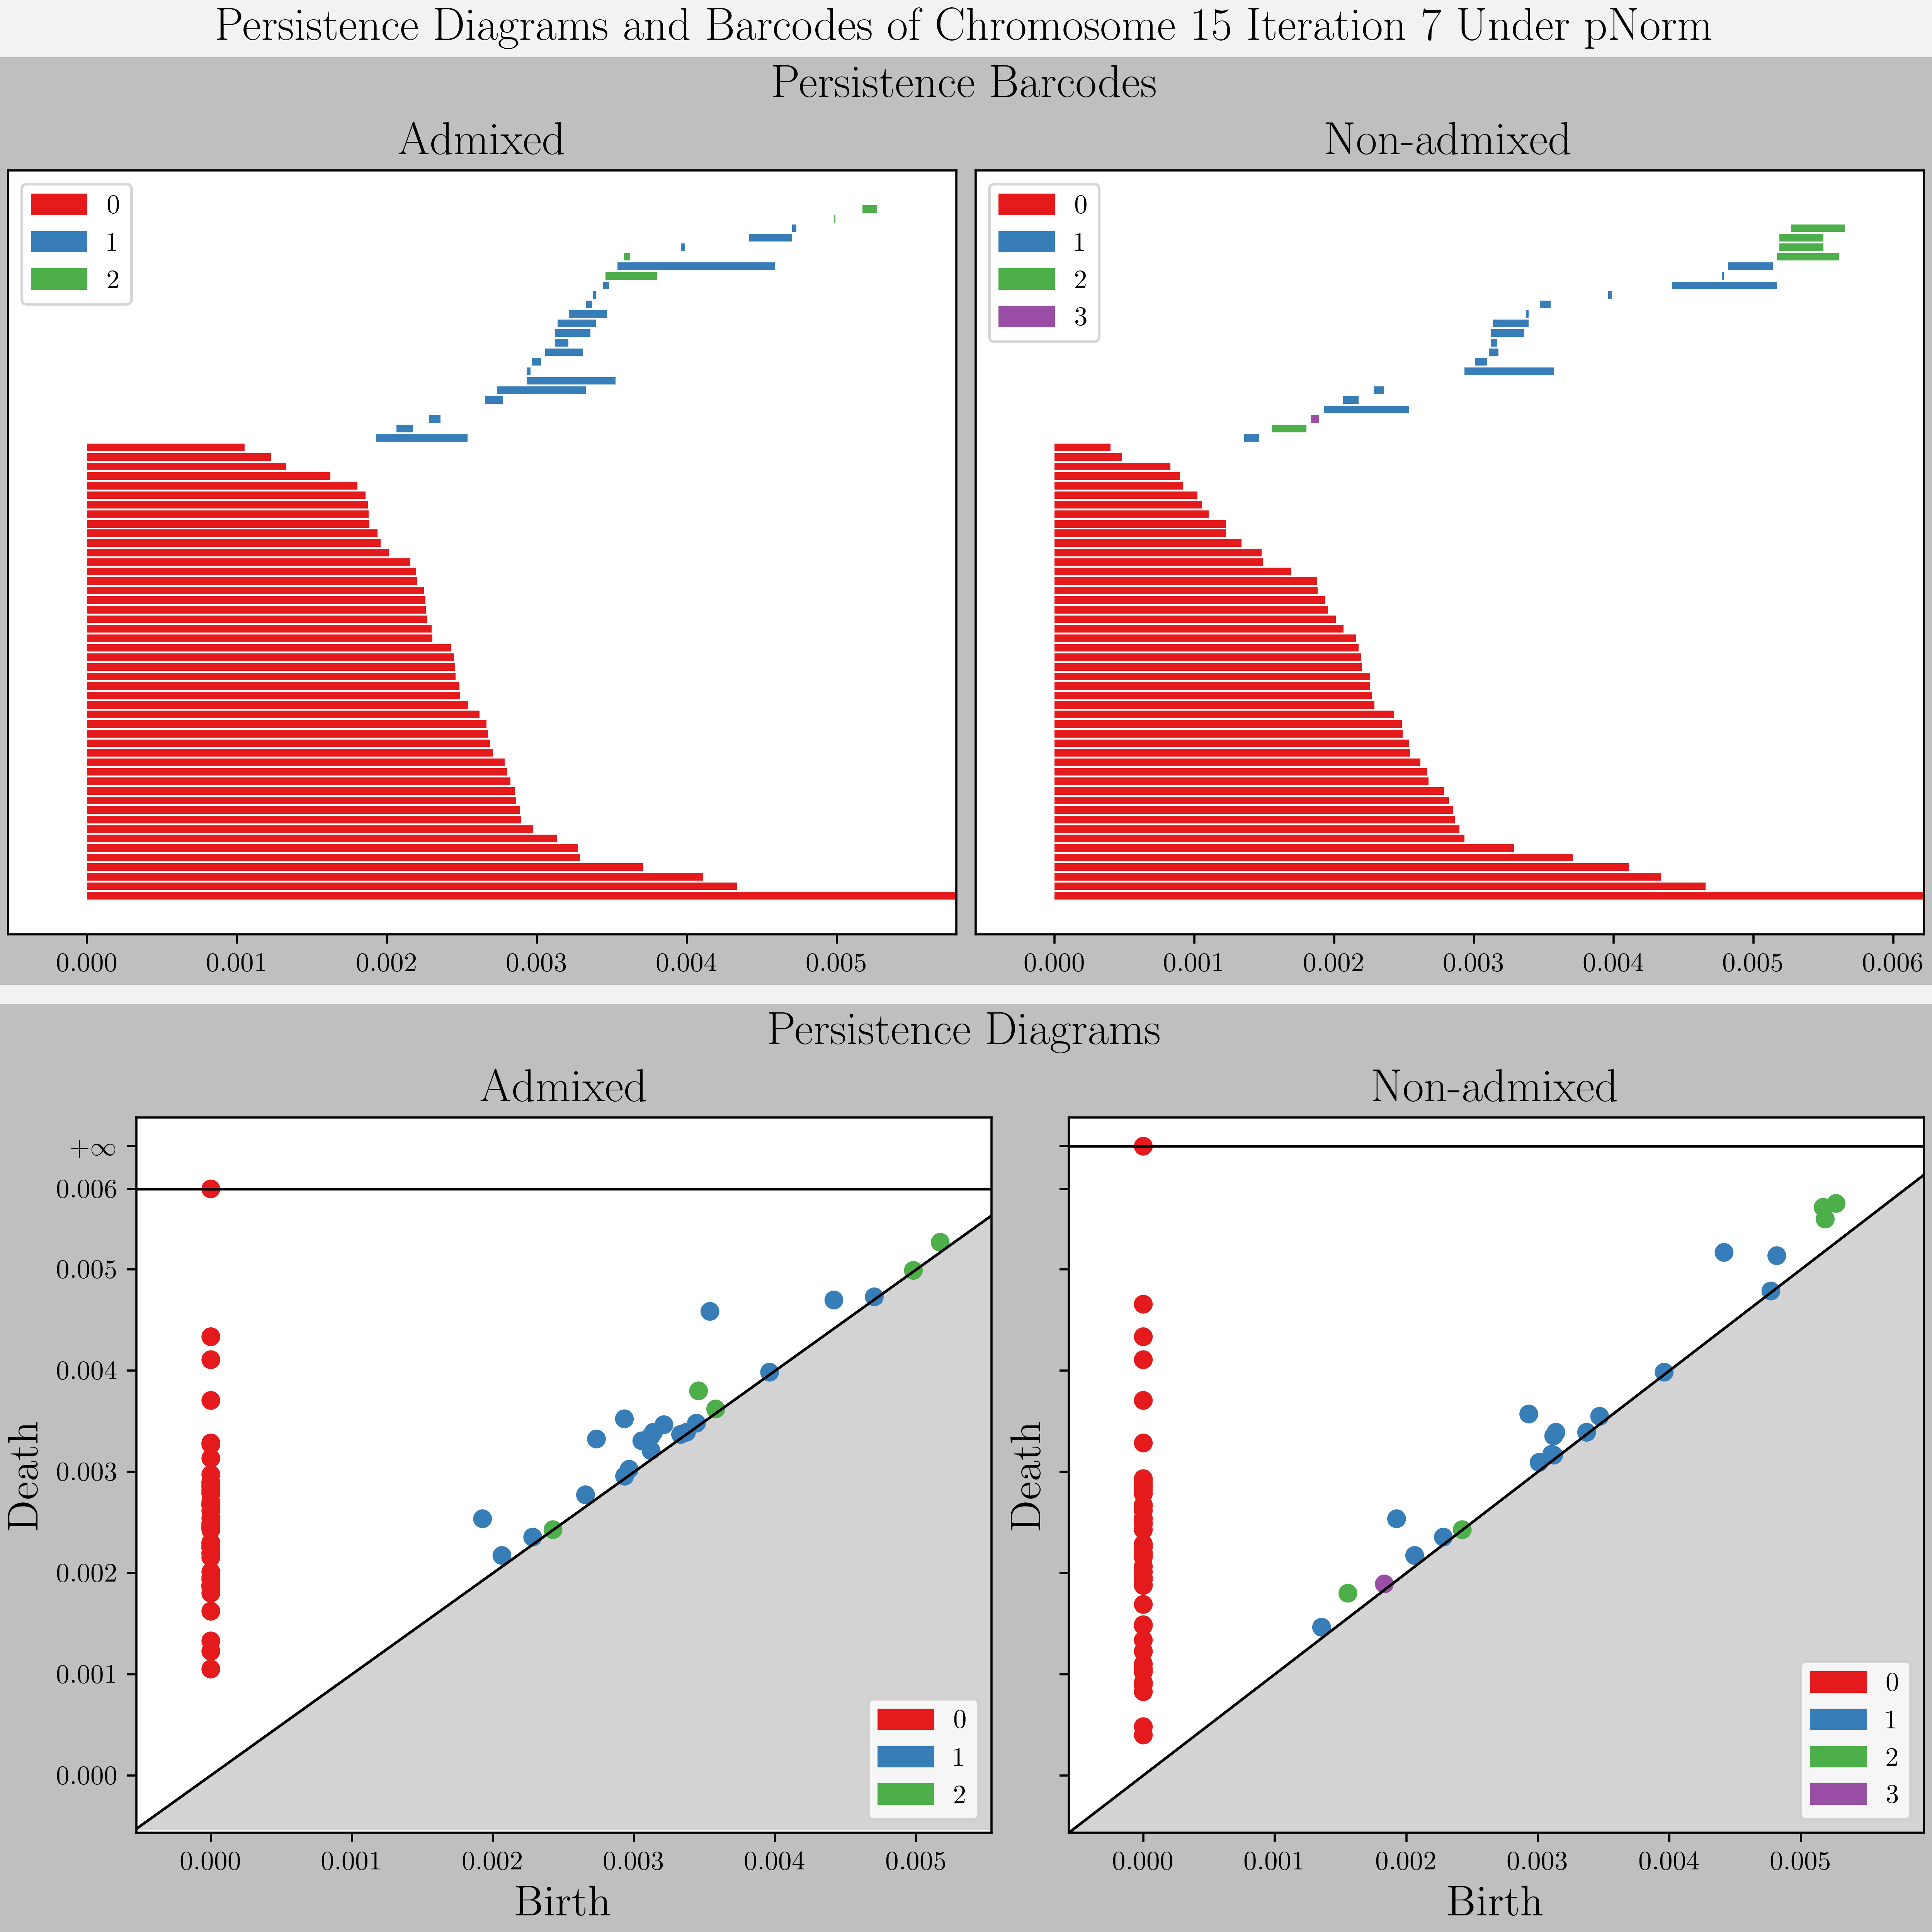 Persistence Diagrams and Barcodes of Chromosome 15 Iteration 7 Under pNorm
Persistence Barcodes
Admixed
0
1
2
0.000 0.001 0.002 0.003 0.004 0.005
Non-admixed
0
1
2
3
0.000 0.001 0.002 0.003 0.004 0.005 0.006
Persistence Diagrams
Admixed
Death
+∞
0.006
0.005
0.004
0.003
0.002
0.001
0.000
0
1
2
0.000 0.001 0.002 0.003 0.004 0.005
Birth
Non-admixed
Death
0
1
2
3
0.000 0.001 0.002 0.003 0.004 0.005
Birth